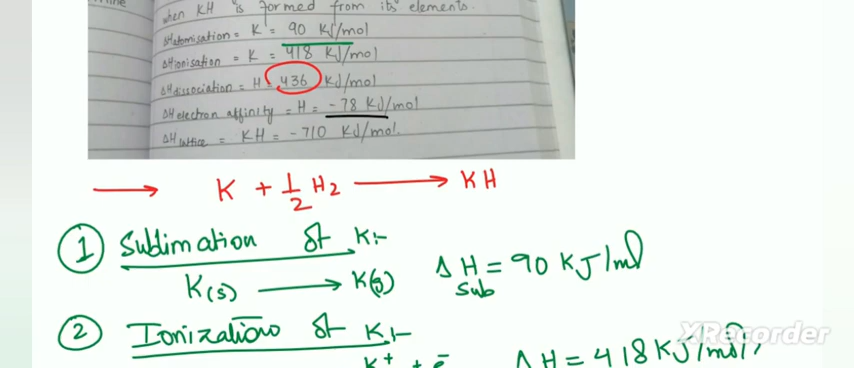 when KH is formed from its elements.
ΔHatomisation = K = 90 KJ/mol
ΔHionisation = K = 418 KJ/mol
ΔHdissociation = H = 436 KJ/mol
ΔH electron affinity = H = -78 KJ/mol
ΔH lattice = KH = -710 KJ/mol.
→ K + 1/2 H2 → KH
① Sublimation of K:-
K(s) → K(g) ΔHsub = 90 KJ/mol
② Ionization of K:-
K+ + e- ΔH = 418 KJ/mol,
XRecorder